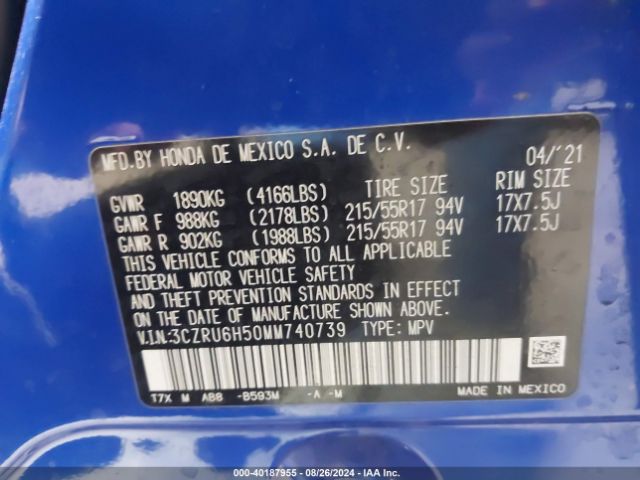 MFD.BY HONDA DE MEXICO S.A. DE C.V. 04/'21
GVWR 1890KG (4166LBS) TIRE SIZE RIM SIZE
GAWR F 988KG (2178LBS) 215/55R17 94V 17X7.5J
GAWR R 902KG (1988LBS) 215/55R17 94V 17X7.5J
THIS VEHICLE CONFORMS TO ALL APPLICABLE
FEDERAL MOTOR VEHICLE SAFETY
AND THEFT PREVENTION STANDARDS IN EFFECT
ON THE DATE OF MANUFACTURE SHOWN ABOVE.
V.I.N:3CZRU6H50MM740739 TYPE: MPV
T7X M AB8 -B593M -A -M MADE IN MEXICO
000-40187955 | 08/26/2024 | IAA Inc.